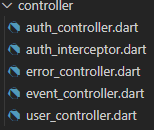 controller
auth_controller.dart
auth_interceptor.dart
error_controller.dart
event_controller.dart
user_controller.dart